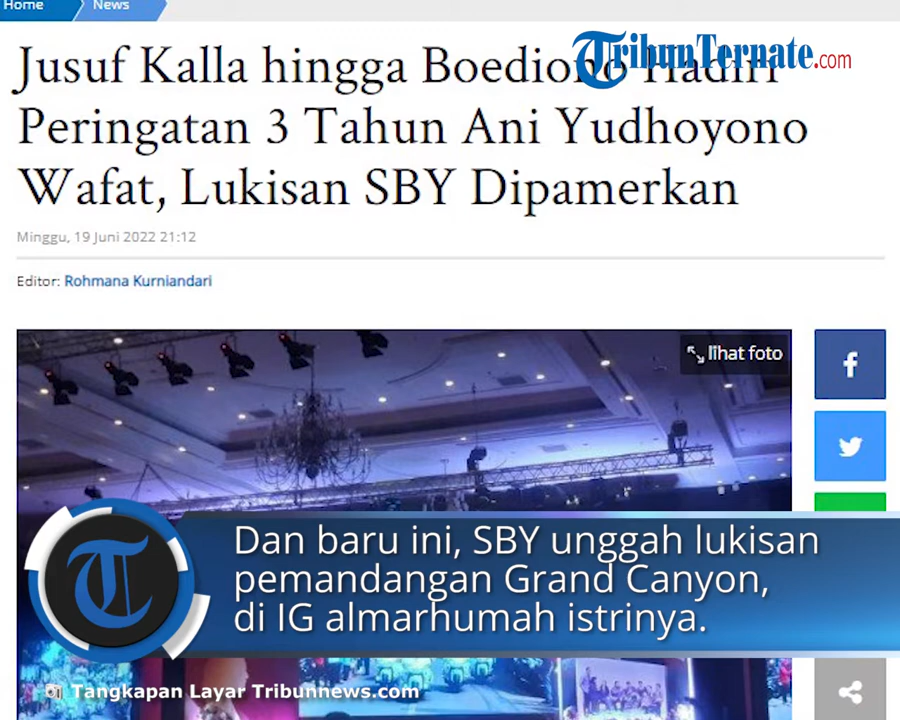 Home News
TribunTernate.com
Jusuf Kalla hingga Boediono Hadiri
Peringatan 3 Tahun Ani Yudhoyono
Wafat, Lukisan SBY Dipamerkan
Minggu, 19 Juni 2022 21:12
Editor: Rohmana Kurniandari
lihat foto
Dan baru ini, SBY unggah lukisan
pemandangan Grand Canyon,
di IG almarhumah istrinya.
Tangkapan Layar Tribunnews.com